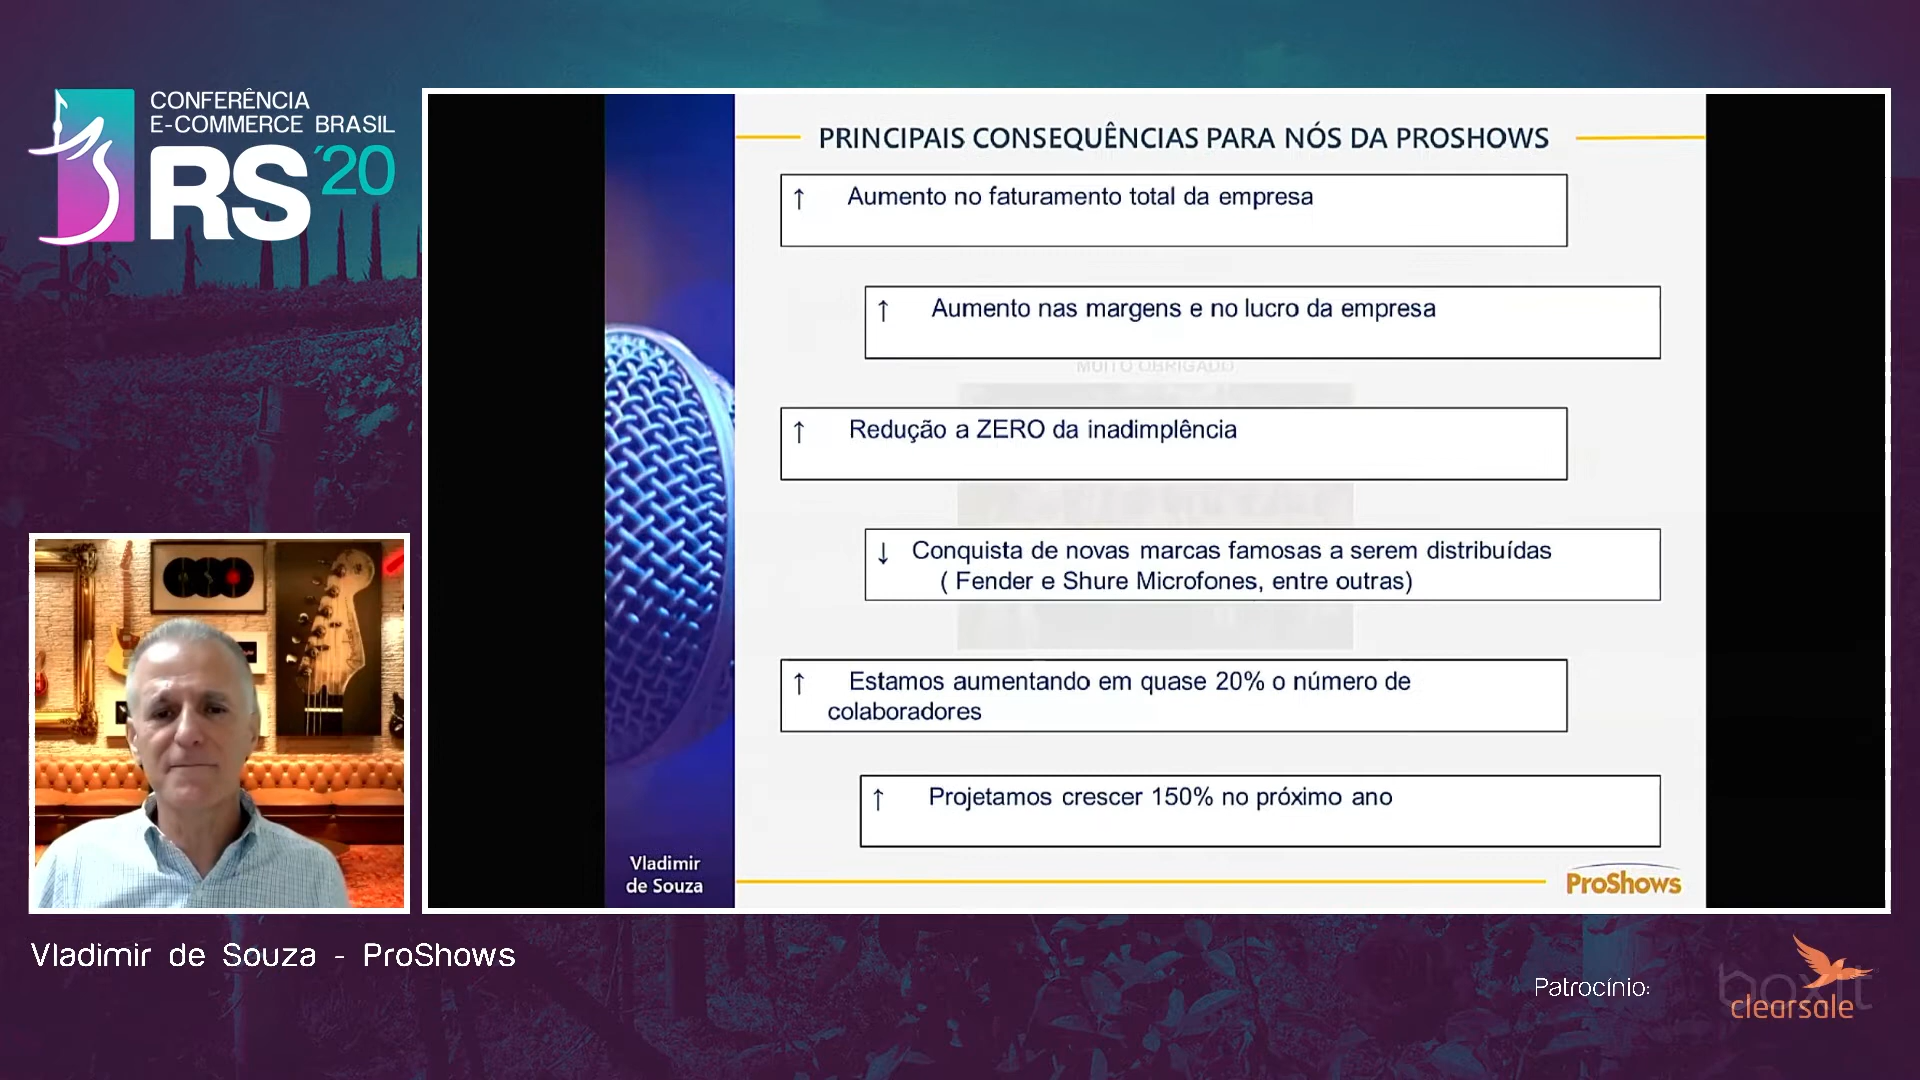 CONFERÊNCIA
E-COMMERCE BRASIL
RS'20
PRINCIPAIS CONSEQUÊNCIAS PARA NÓS DA PROSHOWS
↑ Aumento no faturamento total da empresa
↑ Aumento nas margens e no lucro da empresa
MUITO OBRIGADO
↑ Redução a ZERO da inadimplência
↓ Conquista de novas marcas famosas a serem distribuídas
( Fender e Shure Microfones, entre outras)
↑ Estamos aumentando em quase 20% o número de
colaboradores
↑ Projetamos crescer 150% no próximo ano
Vladimir
de Souza
ProShows
Vladimir de Souza - ProShows
Patrocínio:
boxit
clearsale